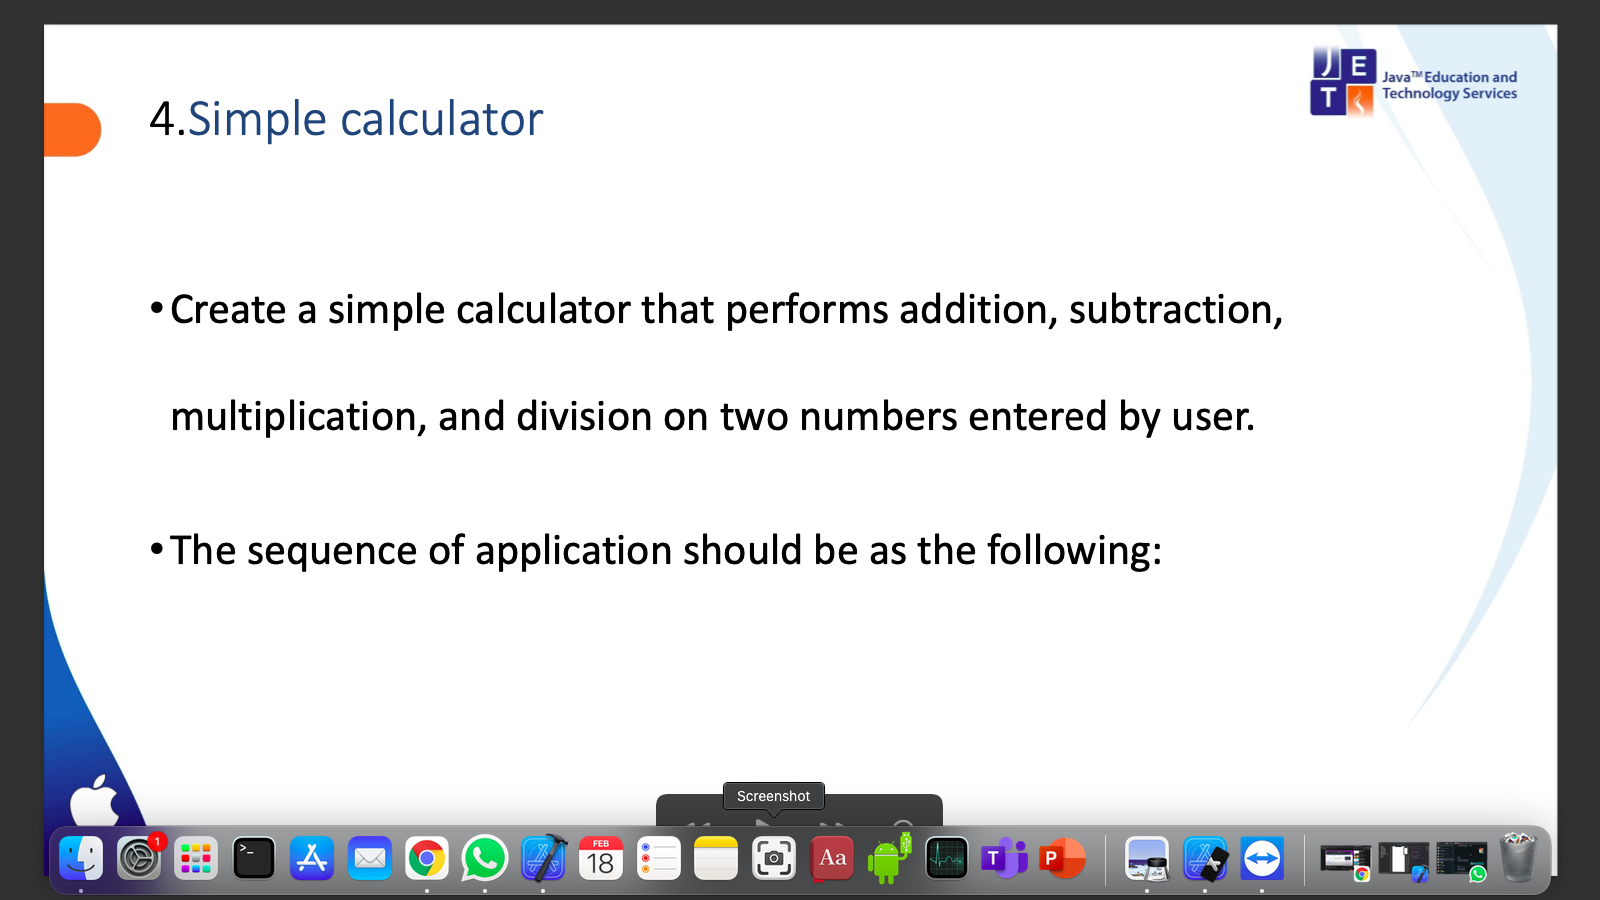 J E T
Java™ Education and
Technology Services
4.Simple calculator
•Create a simple calculator that performs addition, subtraction,
multiplication, and division on two numbers entered by user.
•The sequence of application should be as the following:
Screenshot
1
>_
FEB
18
Aa
T
P